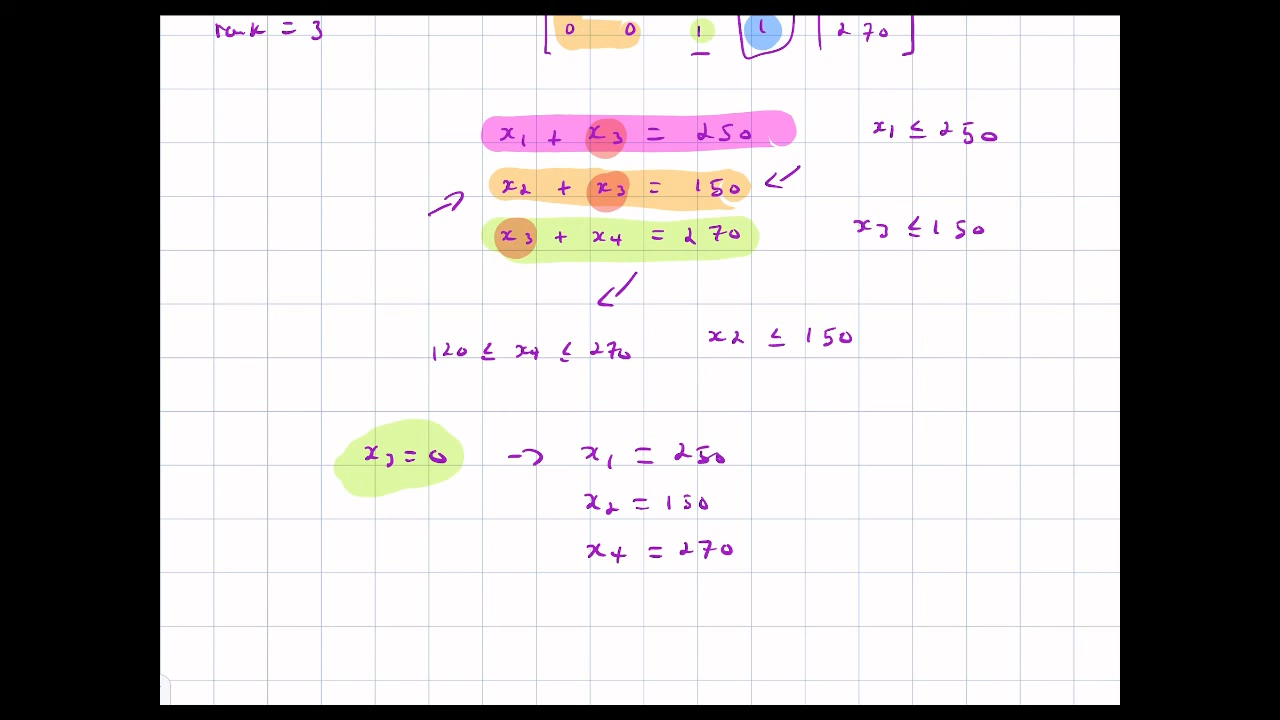 rank = 3
[ 0 0 1 1 | 270 ]
x₁ + x₃ = 250
x₁ ≤ 250
x₂ + x₃ = 150
x₃ ≤ 150
x₃ + x₄ = 270
120 ≤ x₄ ≤ 270
x₂ ≤ 150
x₃ = 0 → x₁ = 250
x₂ = 150
x₄ = 270